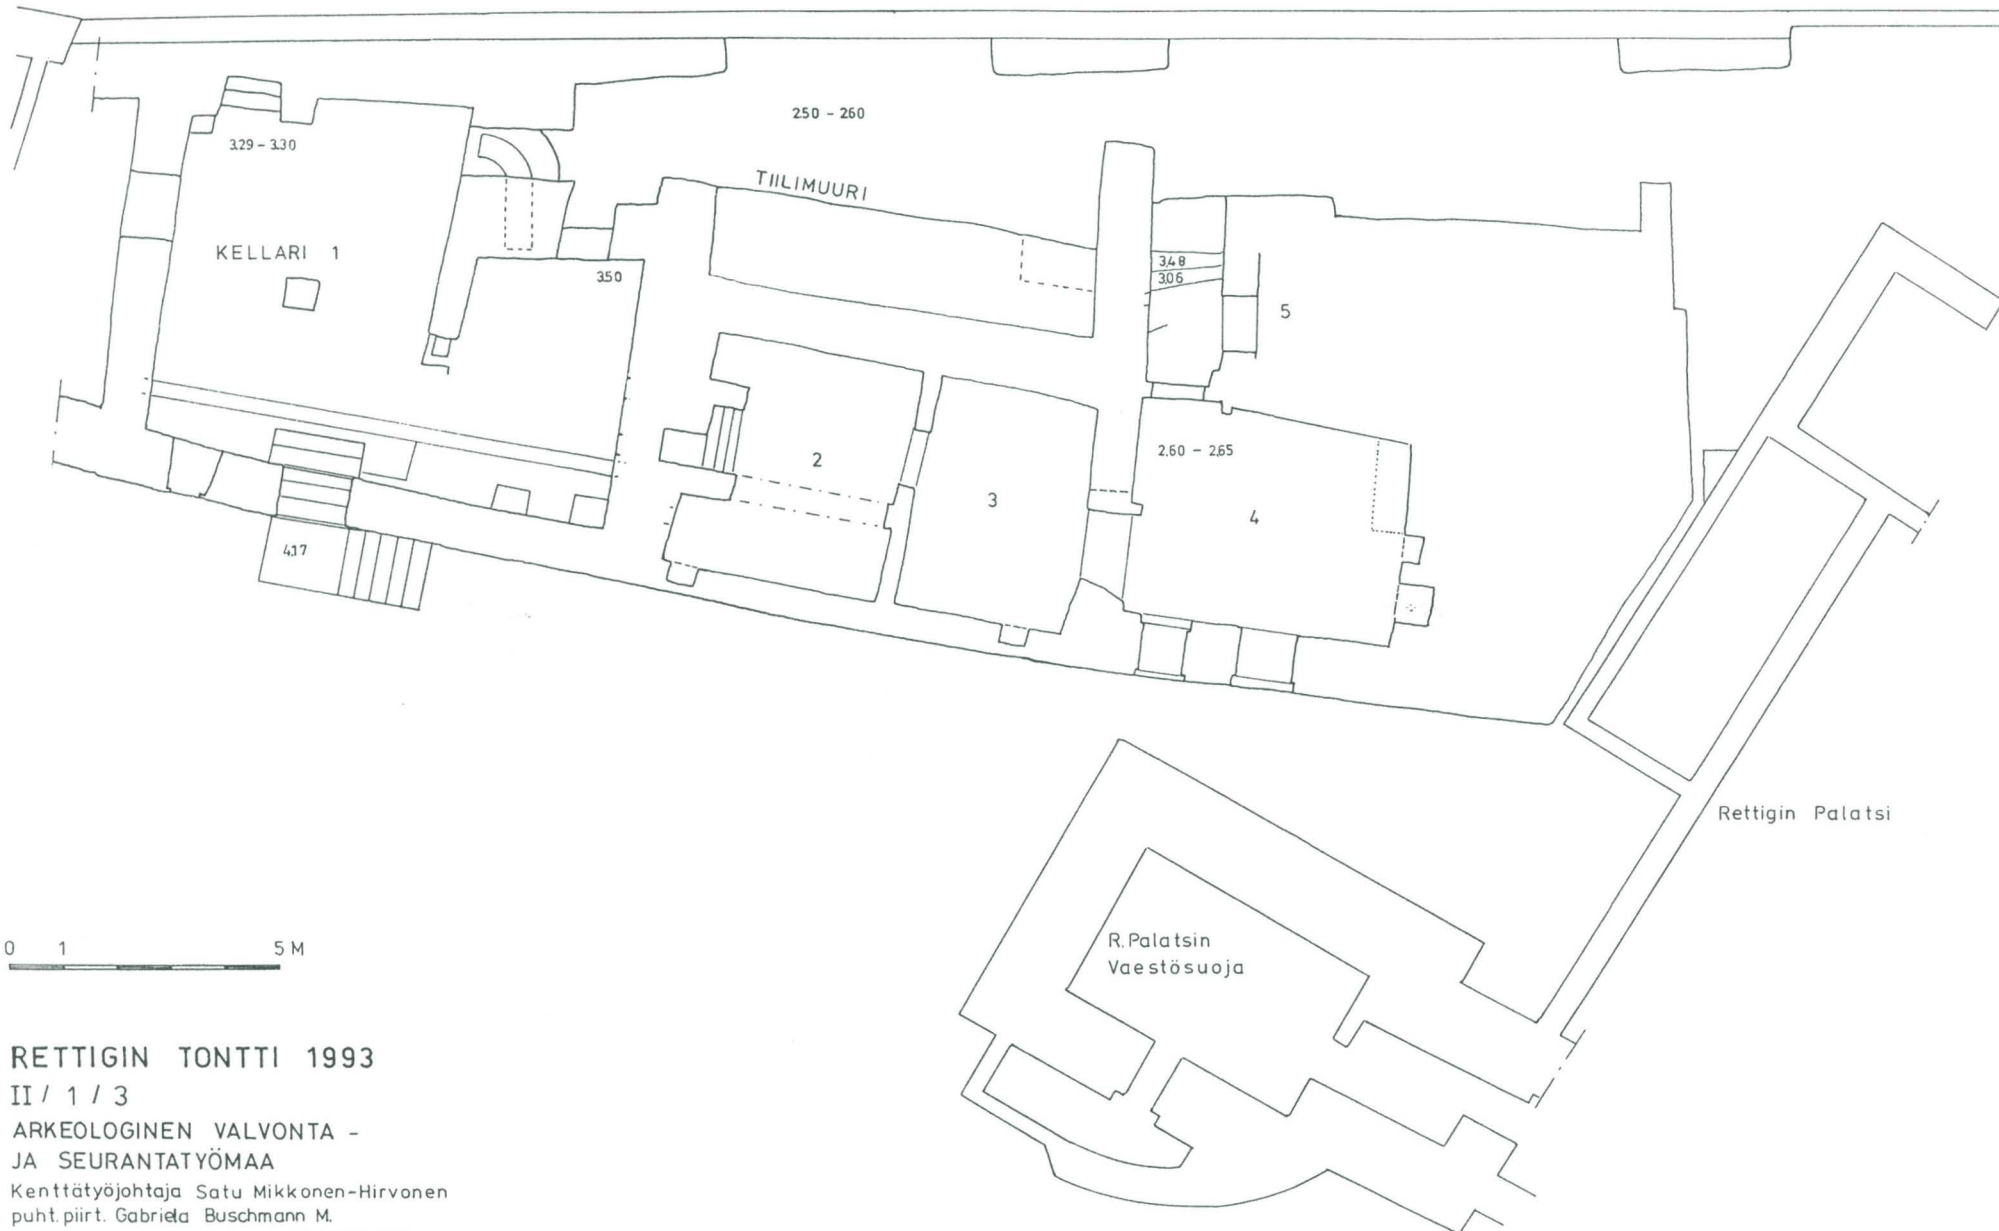 250 – 260
3.29 – 3.30
TIILIMUURI
KELLARI 1
3.50
3,48
3,06
5
2
2,60 – 2,65
3
4
4.17
Rettigin Palatsi
R. Palatsin
Vaestösuoja
0 1 5 M
RETTIGIN TONTTI 1993
II / 1 / 3
ARKEOLOGINEN VALVONTA –
JA SEURANTATYÖMAA
Kenttätyöjohtaja Satu Mikkonen-Hirvonen
puht. piirt. Gabriela Buschmann M.